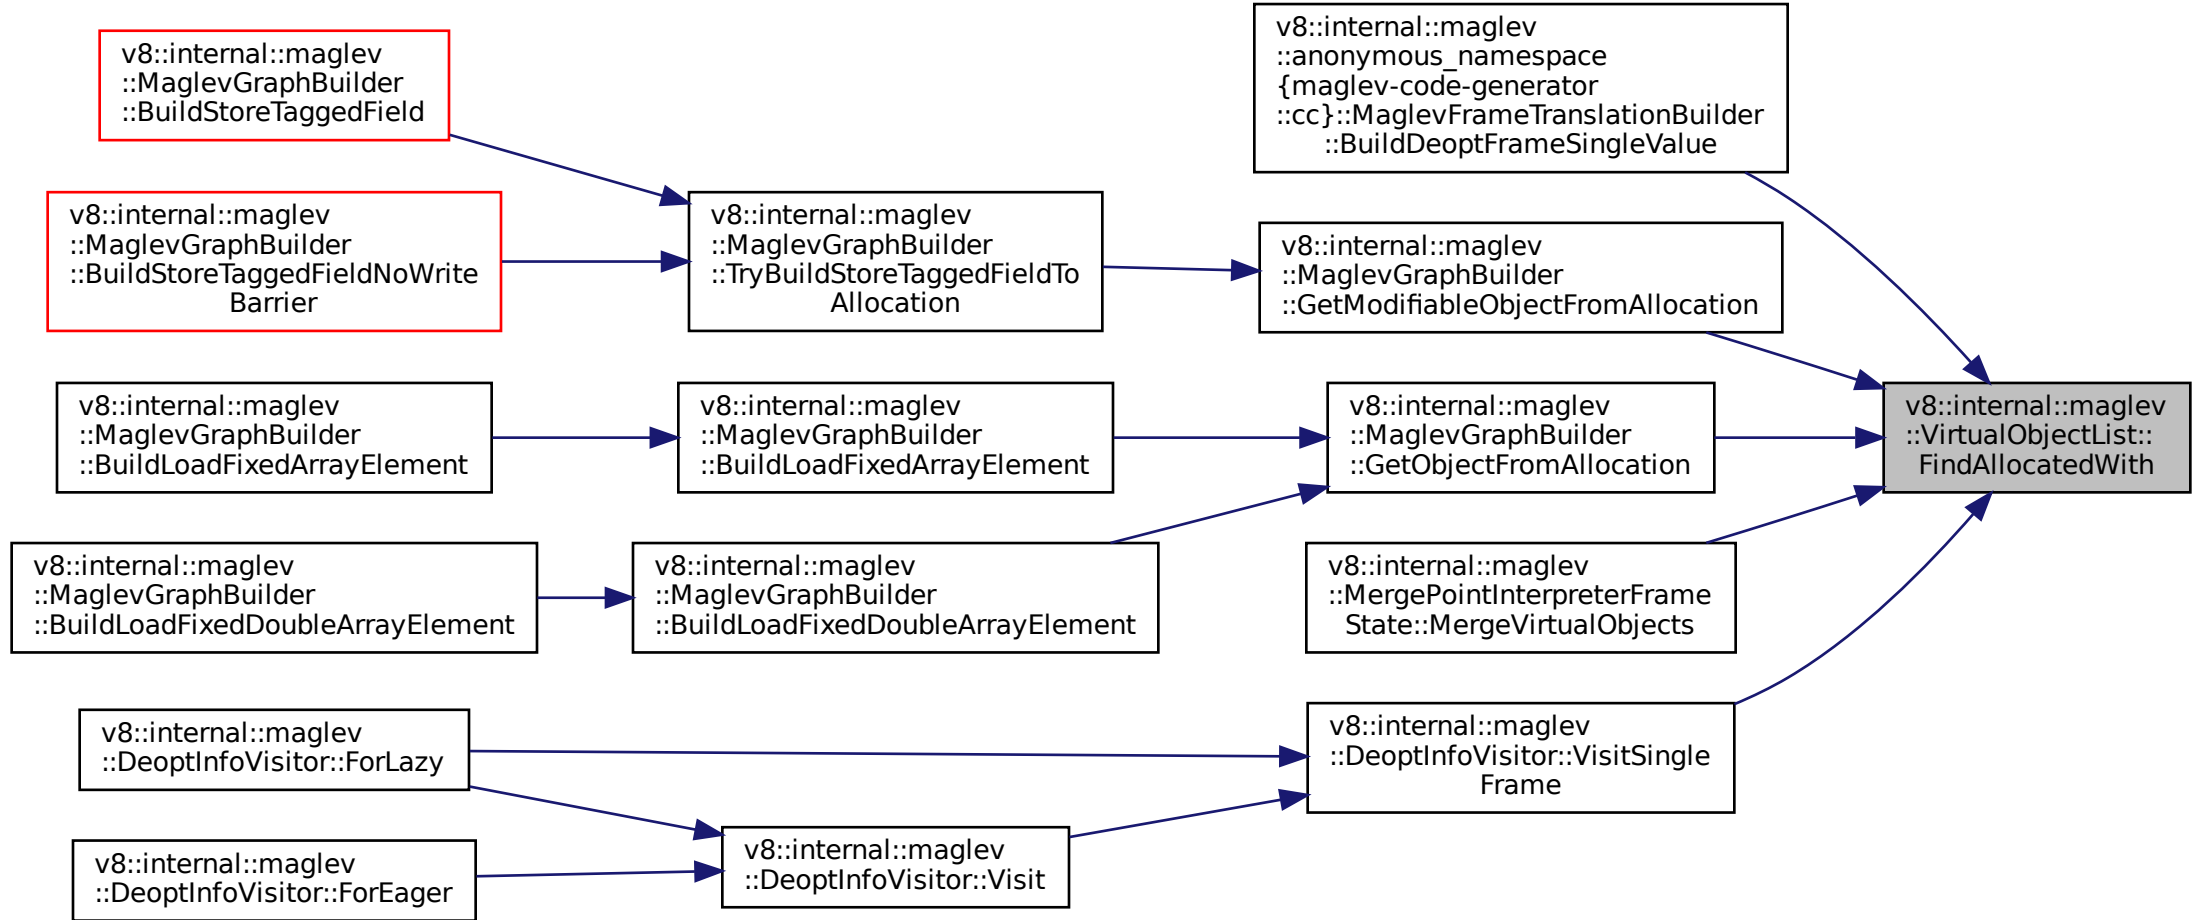 v8::internal::maglev
::MaglevGraphBuilder
::BuildStoreTaggedField
v8::internal::maglev
::MaglevGraphBuilder
::BuildStoreTaggedFieldNoWrite
Barrier
v8::internal::maglev
::MaglevGraphBuilder
::BuildLoadFixedArrayElement
v8::internal::maglev
::MaglevGraphBuilder
::BuildLoadFixedDoubleArrayElement
v8::internal::maglev
::DeoptInfoVisitor::ForLazy
v8::internal::maglev
::DeoptInfoVisitor::ForEager
v8::internal::maglev
::MaglevGraphBuilder
::TryBuildStoreTaggedFieldTo
Allocation
v8::internal::maglev
::MaglevGraphBuilder
::BuildLoadFixedArrayElement
v8::internal::maglev
::MaglevGraphBuilder
::BuildLoadFixedDoubleArrayElement
v8::internal::maglev
::DeoptInfoVisitor::Visit
v8::internal::maglev
::anonymous_namespace
{maglev-code-generator
::cc}::MaglevFrameTranslationBuilder
::BuildDeoptFrameSingleValue
v8::internal::maglev
::MaglevGraphBuilder
::GetModifiableObjectFromAllocation
v8::internal::maglev
::MaglevGraphBuilder
::GetObjectFromAllocation
v8::internal::maglev
::MergePointInterpreterFrame
State::MergeVirtualObjects
v8::internal::maglev
::DeoptInfoVisitor::VisitSingle
Frame
v8::internal::maglev
::VirtualObjectList::
FindAllocatedWith